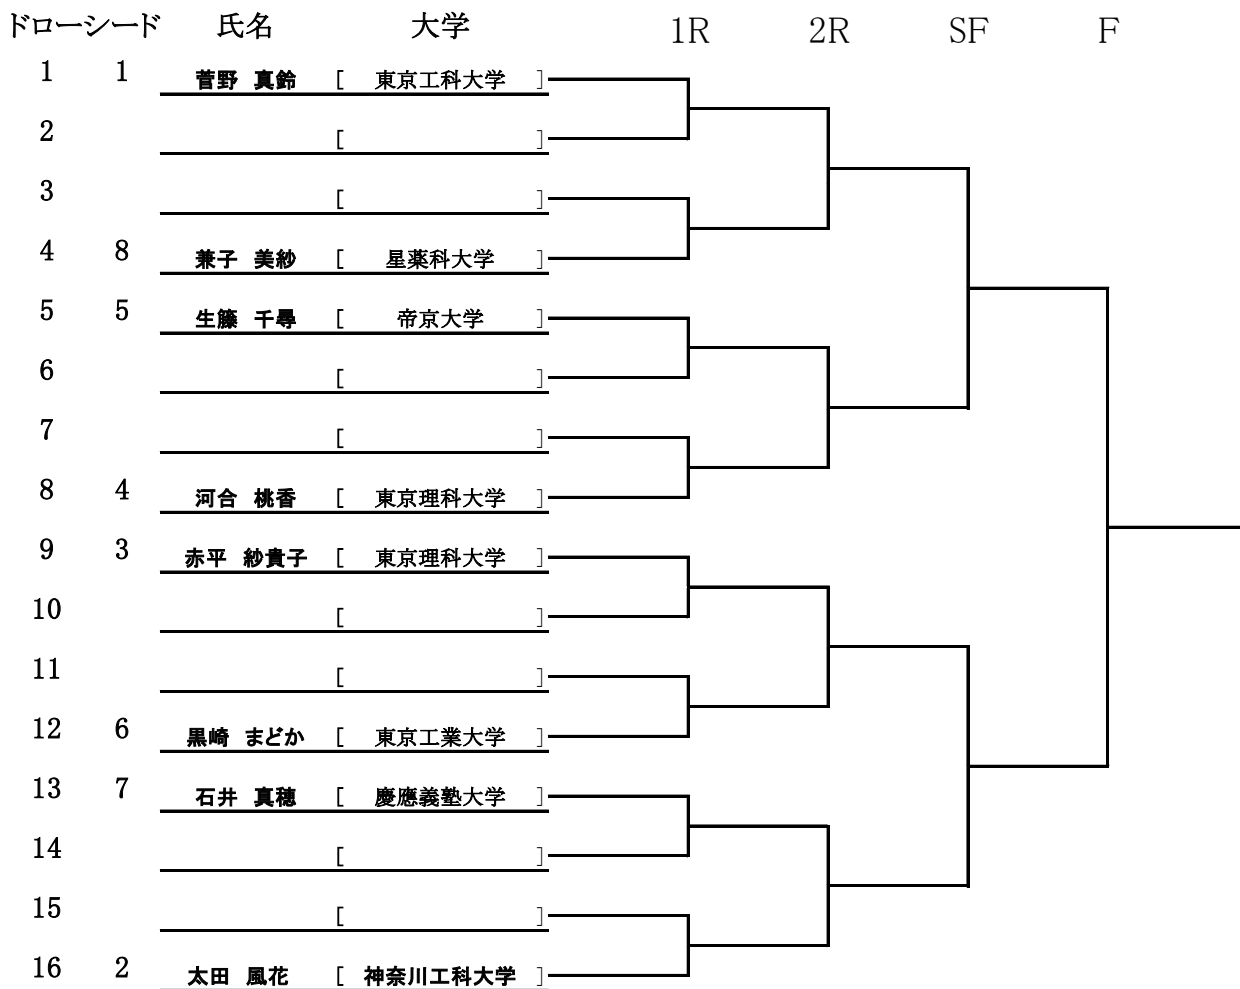 ドロー シード 氏名 大学 1R 2R SF F
1 1 菅野 真鈴 [ 東京工科大学 ]
2 [ ]
3 [ ]
4 8 兼子 美紗 [ 星薬科大学 ]
5 5 生籐 千尋 [ 帝京大学 ]
6 [ ]
7 [ ]
8 4 河合 桃香 [ 東京理科大学 ]
9 3 赤平 紗貴子 [ 東京理科大学 ]
10 [ ]
11 [ ]
12 6 黒崎 まどか [ 東京工業大学 ]
13 7 石井 真穂 [ 慶應義塾大学 ]
14 [ ]
15 [ ]
16 2 太田 風花 [ 神奈川工科大学 ]